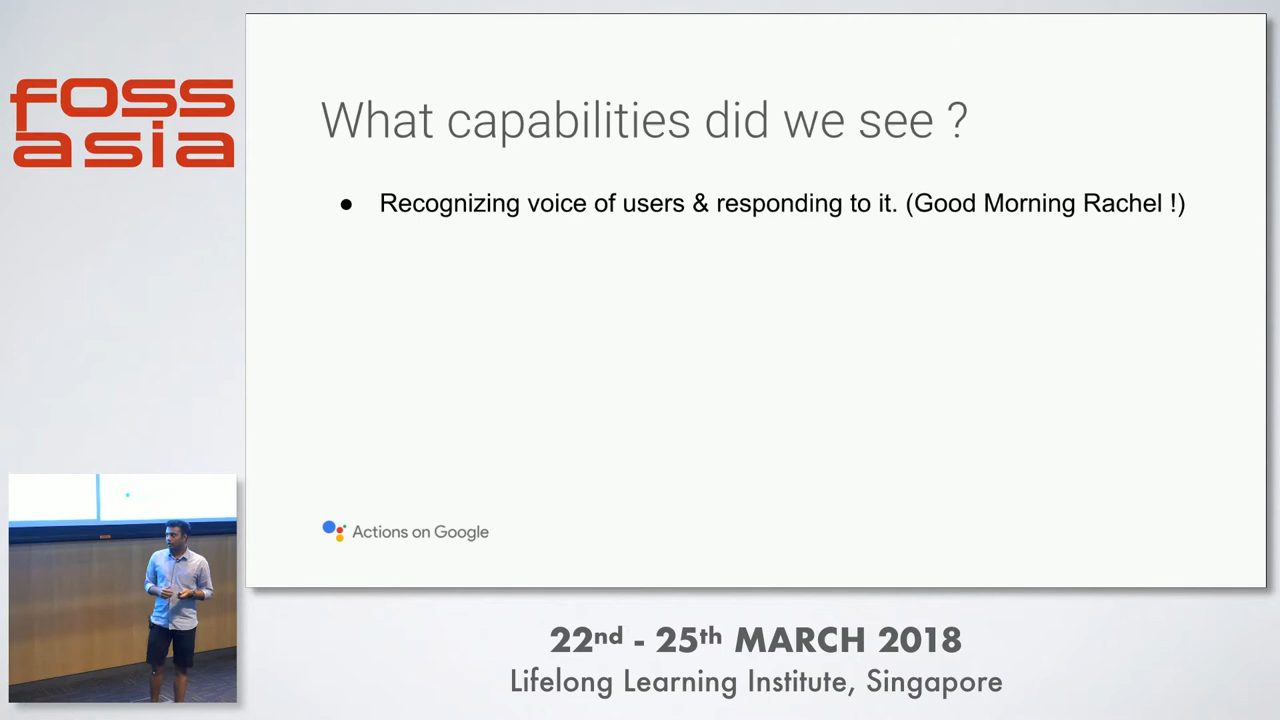 foss
asia
What capabilities did we see ?
● Recognizing voice of users & responding to it. (Good Morning Rachel !)
Actions on Google
22nd - 25th MARCH 2018
Lifelong Learning Institute, Singapore